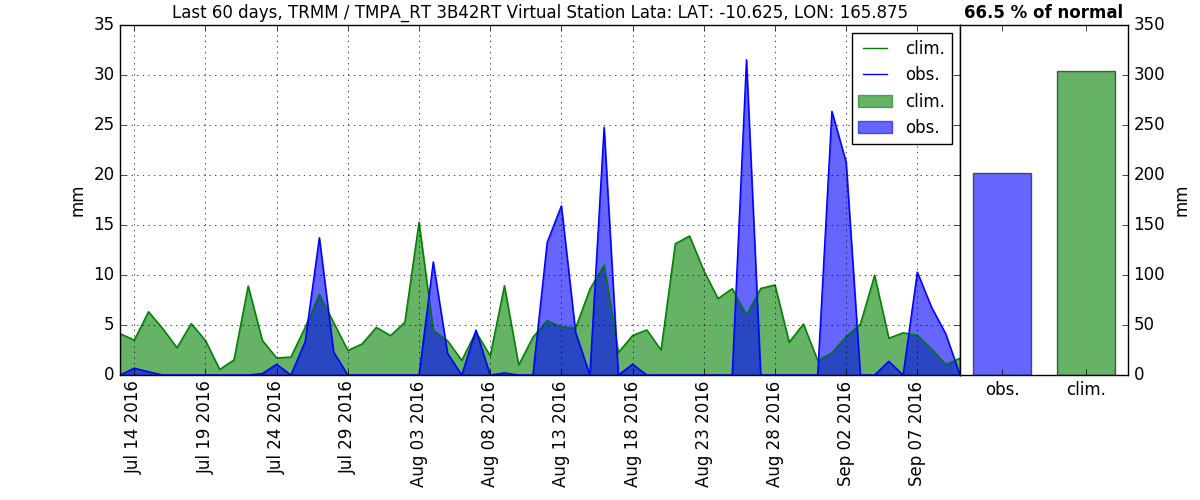 Last 60 days, TRMM / TMPA_RT 3B42RT Virtual Station Lata: LAT: -10.625, LON: 165.875
66.5 % of normal
35
30
25
20
15
10
5
0
mm
clim.
obs.
clim.
obs.
350
300
250
200
150
100
50
0
mm
obs.
clim.
Jul 14 2016
Jul 19 2016
Jul 24 2016
Jul 29 2016
Aug 03 2016
Aug 08 2016
Aug 13 2016
Aug 18 2016
Aug 23 2016
Aug 28 2016
Sep 02 2016
Sep 07 2016